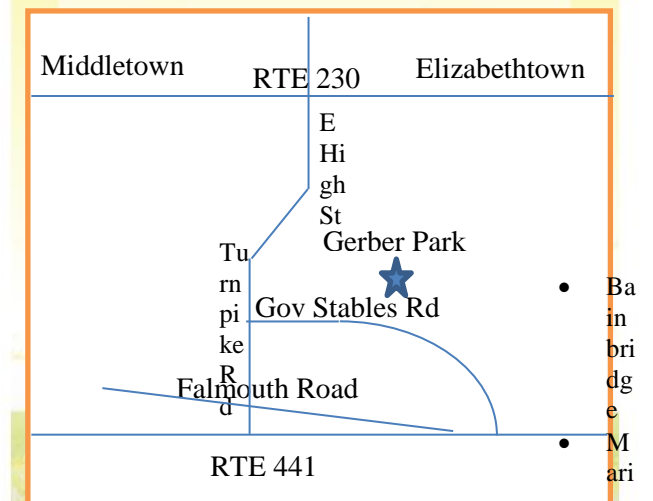 Middletown
RTE 230
Elizabethtown
E
Hi
gh
St
Gerber Park
Tu
rn
pi
ke
R
d
Gov Stables Rd
Falmouth Road
RTE 441
• Ba
in
bri
dg
e
• M
ari